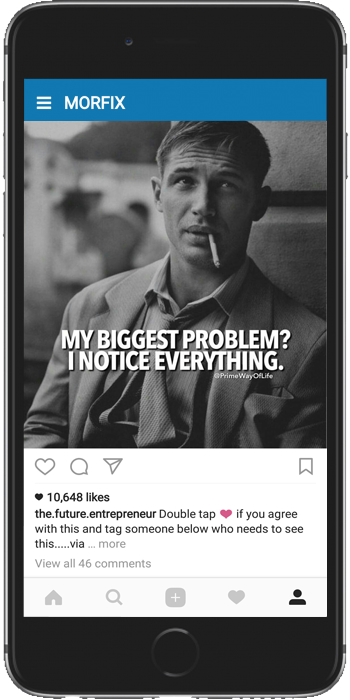 MORFIX
MY BIGGEST PROBLEM?
I NOTICE EVERYTHING.
@PrimeWayOfLife
10,648 likes
the.future.entrepreneur Double tap ❤ if you agree
with this and tag someone below who needs to see
this.....via ... more
View all 46 comments